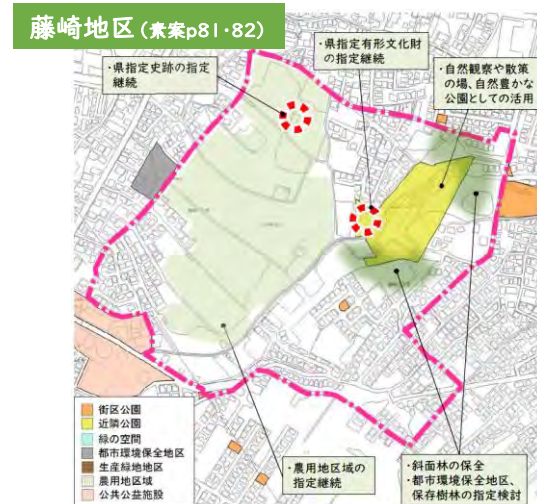 藤崎地区(素案p81・82)
・県指定史跡の指定
継続
・県指定有形文化財
の指定継続
・自然観察や散策
の場、自然豊かな
公園としての活用
街区公園
近隣公園
緑の空間
都市環境保全地区
生産緑地地区
農用地区域
公共公益施設
・農用地区域の
指定継続
・斜面林の保全
・都市環境保全地区、
保存樹林の指定検討